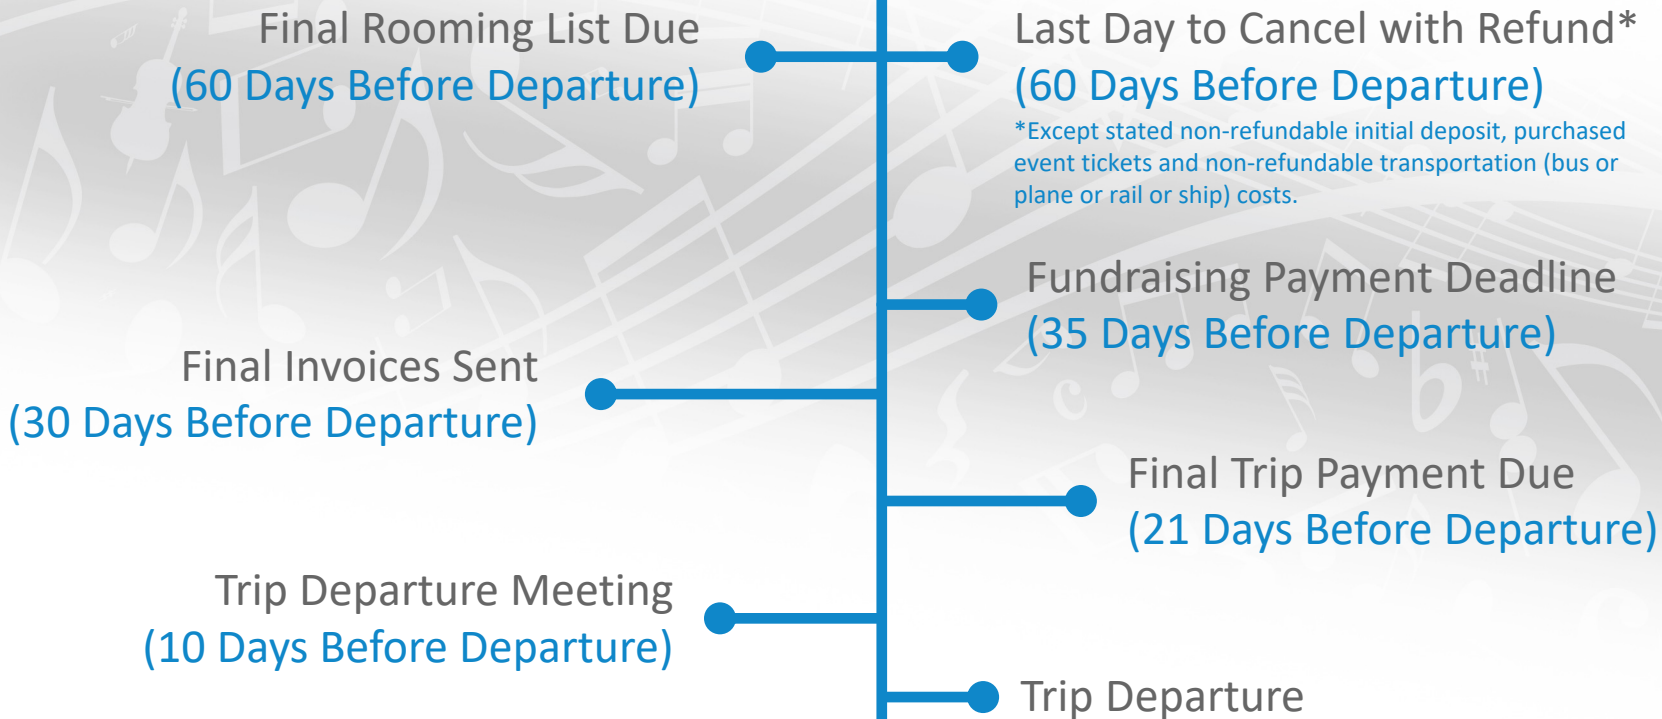 Final Rooming List Due
(60 Days Before Departure)
Last Day to Cancel with Refund*
(60 Days Before Departure)
*Except stated non-refundable initial deposit, purchased
event tickets and non-refundable transportation (bus or
plane or rail or ship) costs.
Fundraising Payment Deadline
(35 Days Before Departure)
Final Invoices Sent
(30 Days Before Departure)
Final Trip Payment Due
(21 Days Before Departure)
Trip Departure Meeting
(10 Days Before Departure)
Trip Departure